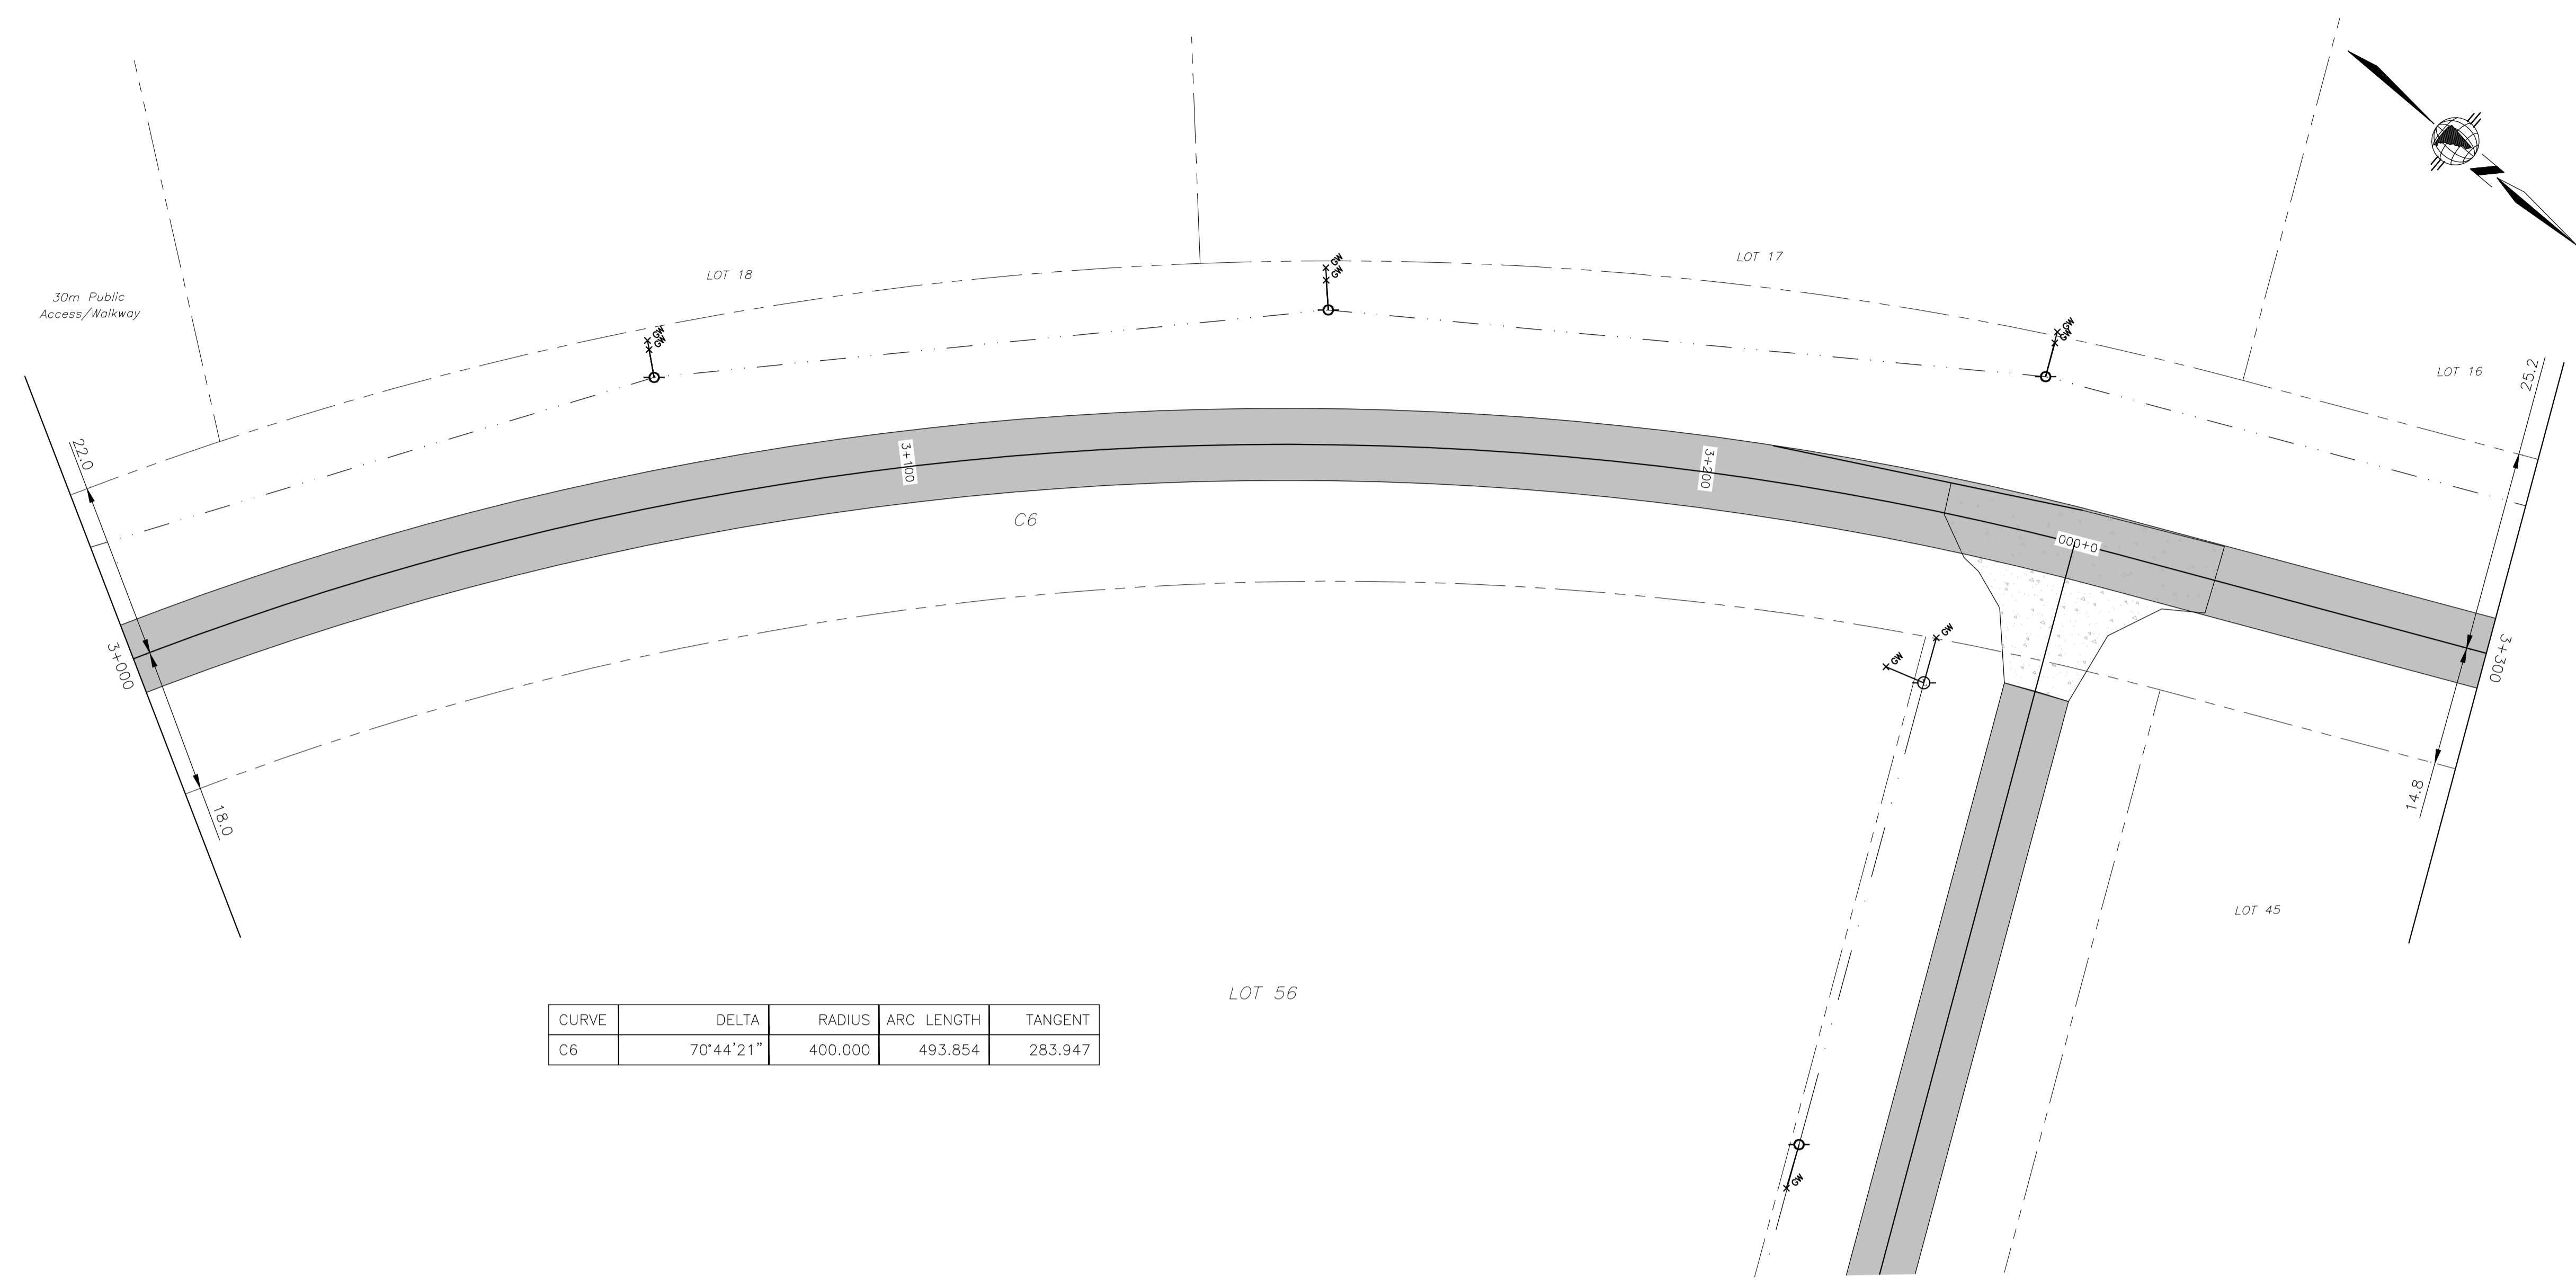 30m Public
Access/Walkway
LOT 18
LOT 17
LOT 16
GW
GW
GW
GW
GW
GW
N
22.0
25.2
3+100
3+200
C6
0+000
3+000
3+300
GW
GW
18.0
14.8
LOT 45
LOT 56
CURVE DELTA RADIUS ARC LENGTH TANGENT
C6 70°44'21" 400.000 493.854 283.947
GW